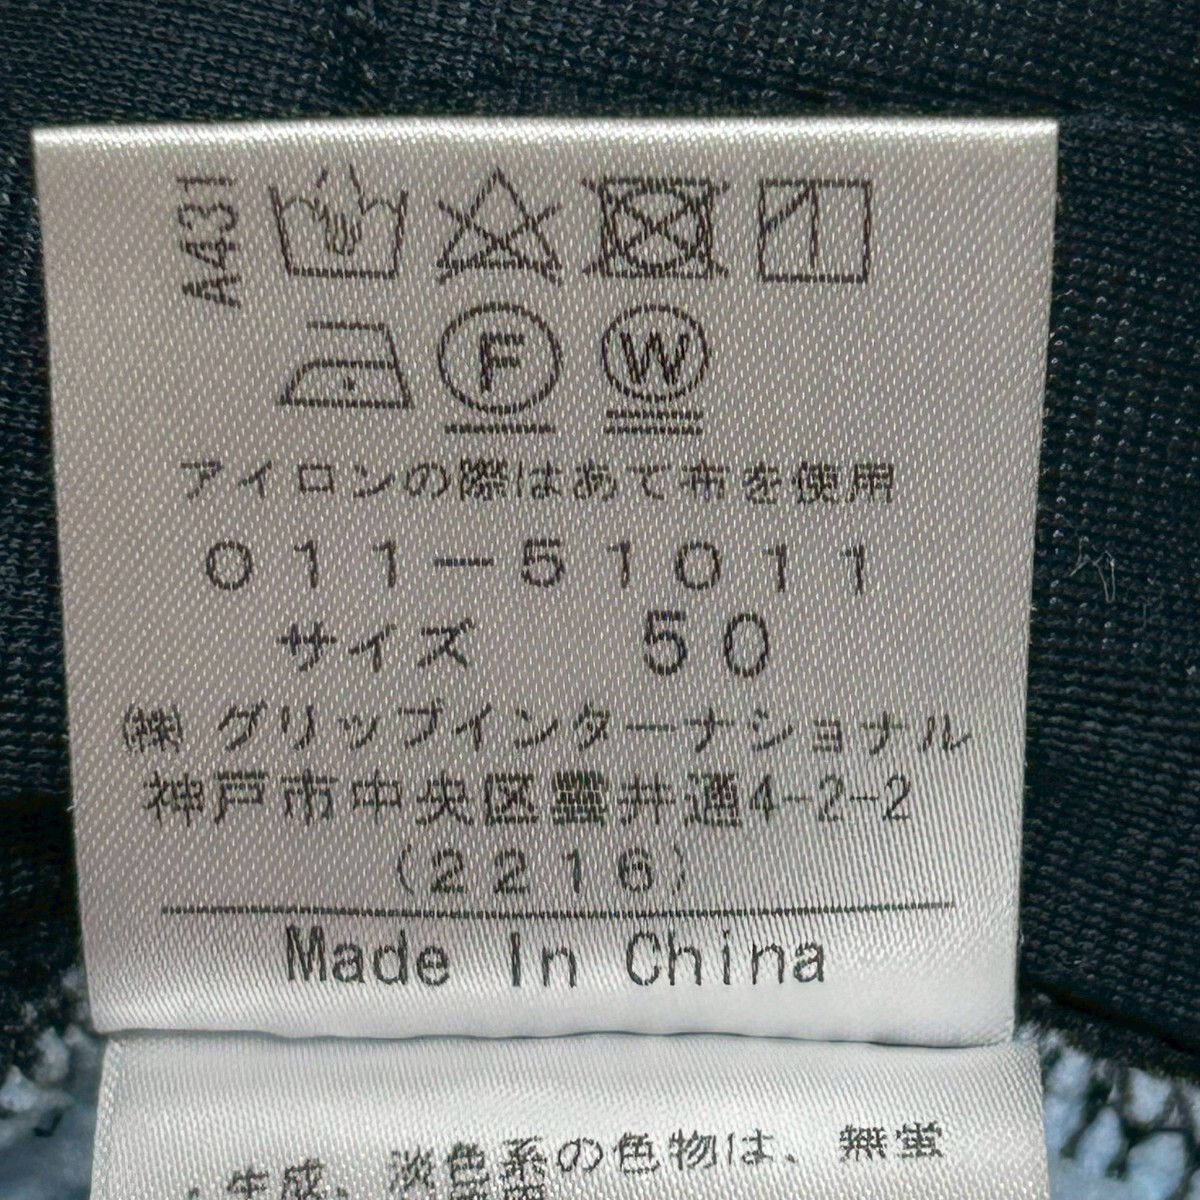 A431
F W
アイロンの際はあて布を使用
011-51011
サイズ 50
㈱グリップインターナショナル
神戸市中央区雲井通4-2-2
(2216)
Made In China
・生成、淡色系の色物は、無蛍